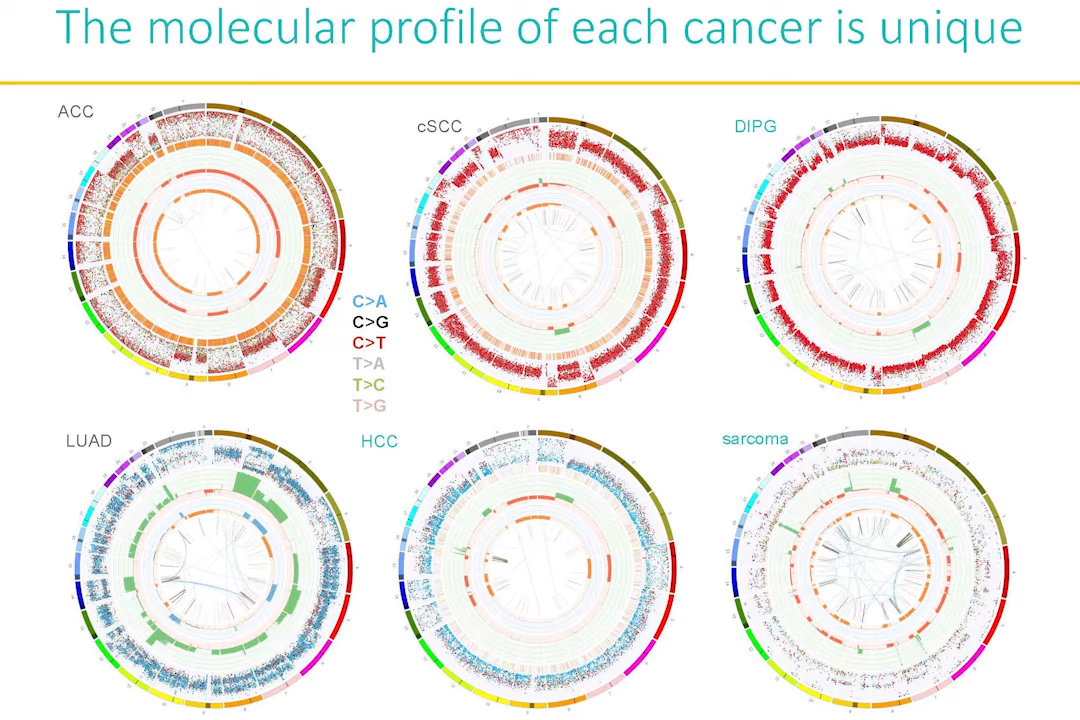 The molecular profile of each cancer is unique
ACC
cSCC
DIPG
C>A
C>G
C>T
T>A
T>C
T>G
LUAD
HCC
sarcoma